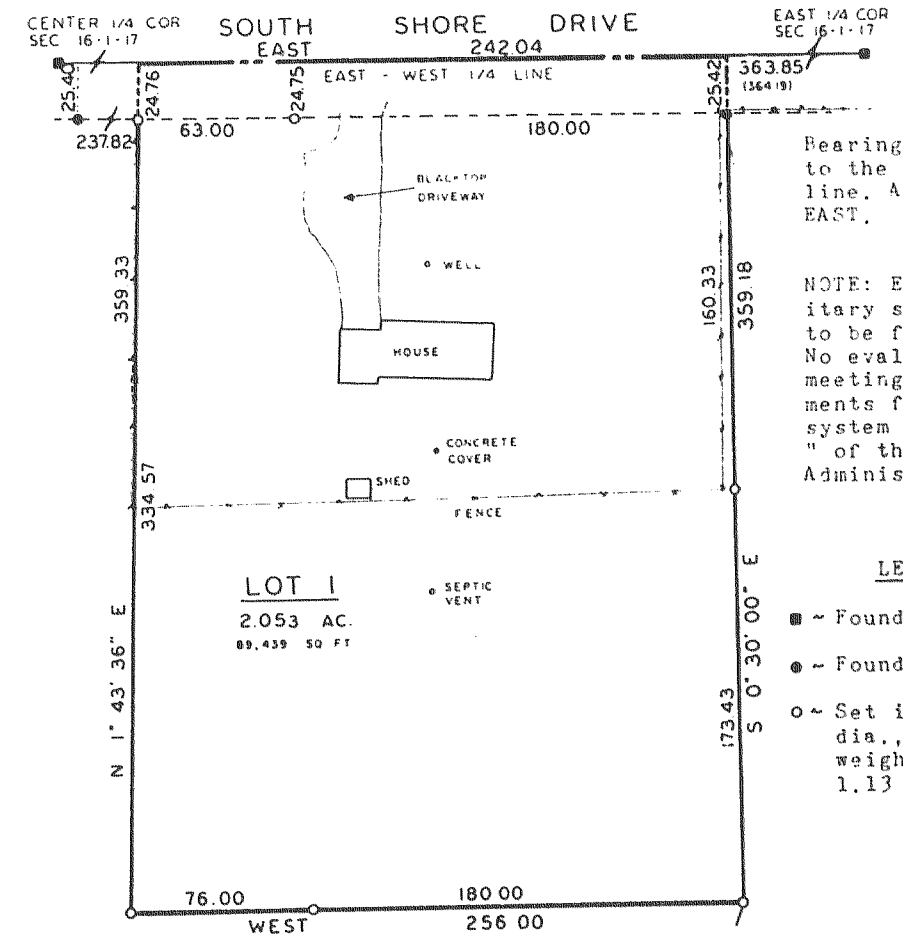 CENTER 1/4 COR
SEC 16-1-17
SOUTH SHORE DRIVE
EAST 1/4 COR
SEC 16-1-17
EAST
242.04
EAST - WEST 1/4 LINE
25.40
24.76
24.75
25.42
363.85
(364.19)
237.82
63.00
180.00
BLACKTOP
DRIVEWAY
WELL
HOUSE
359.33
160.33
359.18
CONCRETE
COVER
SHED
FENCE
334.57
LOT 1
2.053 AC.
89,439 SQ FT
SEPTIC
VENT
N 1° 43' 36" E
S 0° 30' 00" E
173.43
76.00
180.00
WEST
256.00
Bearing
to the
line. A
EAST.
NOTE: E
itary s
to be f
No eval
meeting
ments f
system
" of th
Adminis
LE
■ ~ Found
● ~ Found
○ ~ Set i
dia.,
weigh
1.13